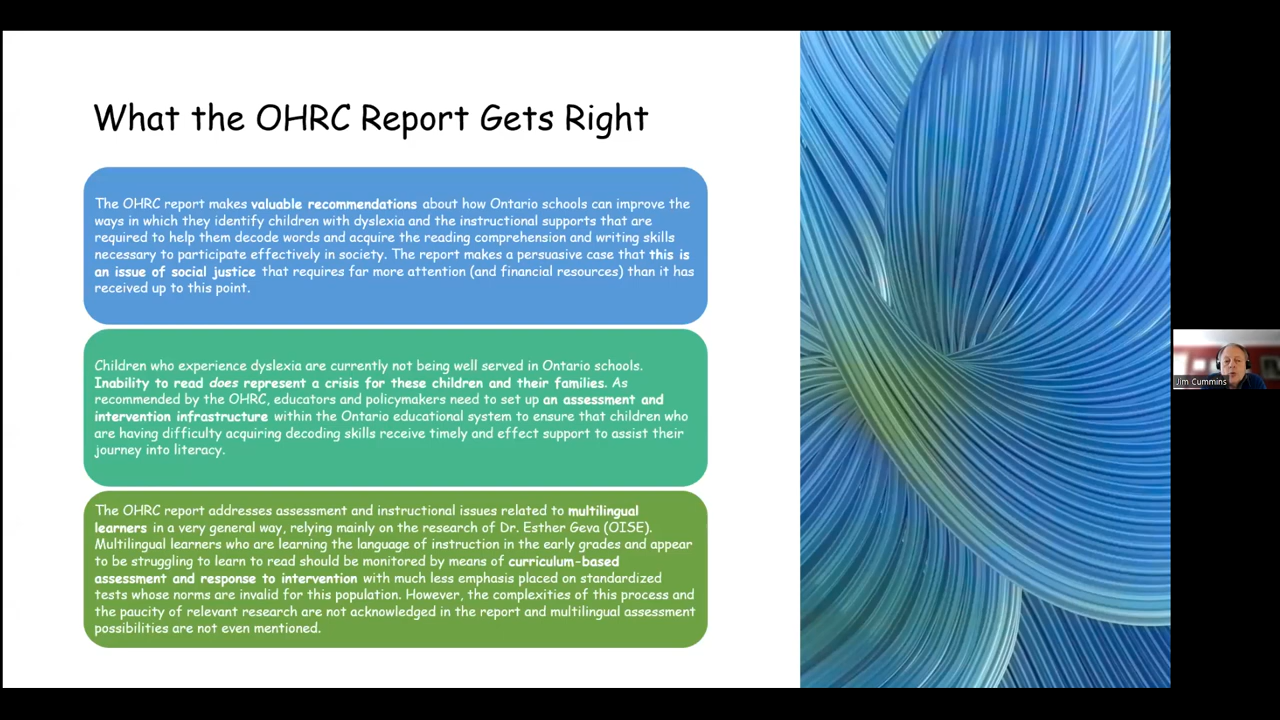 What the OHRC Report Gets Right
The OHRC report makes valuable recommendations about how Ontario schools can improve the
ways in which they identify children with dyslexia and the instructional supports that are
required to help them decode words and acquire the reading comprehension and writing skills
necessary to participate effectively in society. The report makes a persuasive case that this is
an issue of social justice that requires far more attention (and financial resources) than it has
received up to this point.
Children who experience dyslexia are currently not being well served in Ontario schools.
Inability to read does represent a crisis for these children and their families. As
recommended by the OHRC, educators and policymakers need to set up an assessment and
intervention infrastructure within the Ontario educational system to ensure that children who
are having difficulty acquiring decoding skills receive timely and effect support to assist their
journey into literacy.
The OHRC report addresses assessment and instructional issues related to multilingual
learners in a very general way, relying mainly on the research of Dr. Esther Geva (OISE).
Multilingual learners who are learning the language of instruction in the early grades and appear
to be struggling to learn to read should be monitored by means of curriculum-based
assessment and response to intervention with much less emphasis placed on standardized
tests whose norms are invalid for this population. However, the complexities of this process and
the paucity of relevant research are not acknowledged in the report and multilingual assessment
possibilities are not even mentioned.
Jim Cummins